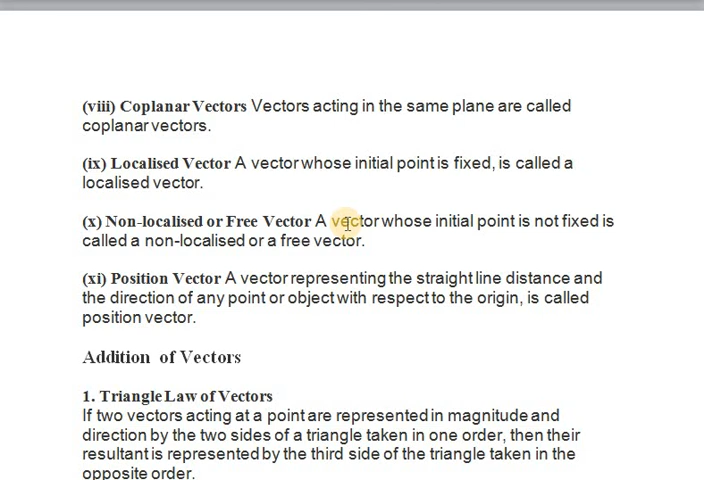 (viii) Coplanar Vectors Vectors acting in the same plane are called
coplanar vectors.
(ix) Localised Vector A vector whose initial point is fixed, is called a
localised vector.
(x) Non-localised or Free Vector A vector whose initial point is not fixed is
called a non-localised or a free vector.
(xi) Position Vector A vector representing the straight line distance and
the direction of any point or object with respect to the origin, is called
position vector.
Addition of Vectors
1. Triangle Law of Vectors
If two vectors acting at a point are represented in magnitude and
direction by the two sides of a triangle taken in one order, then their
resultant is represented by the third side of the triangle taken in the
opposite order.